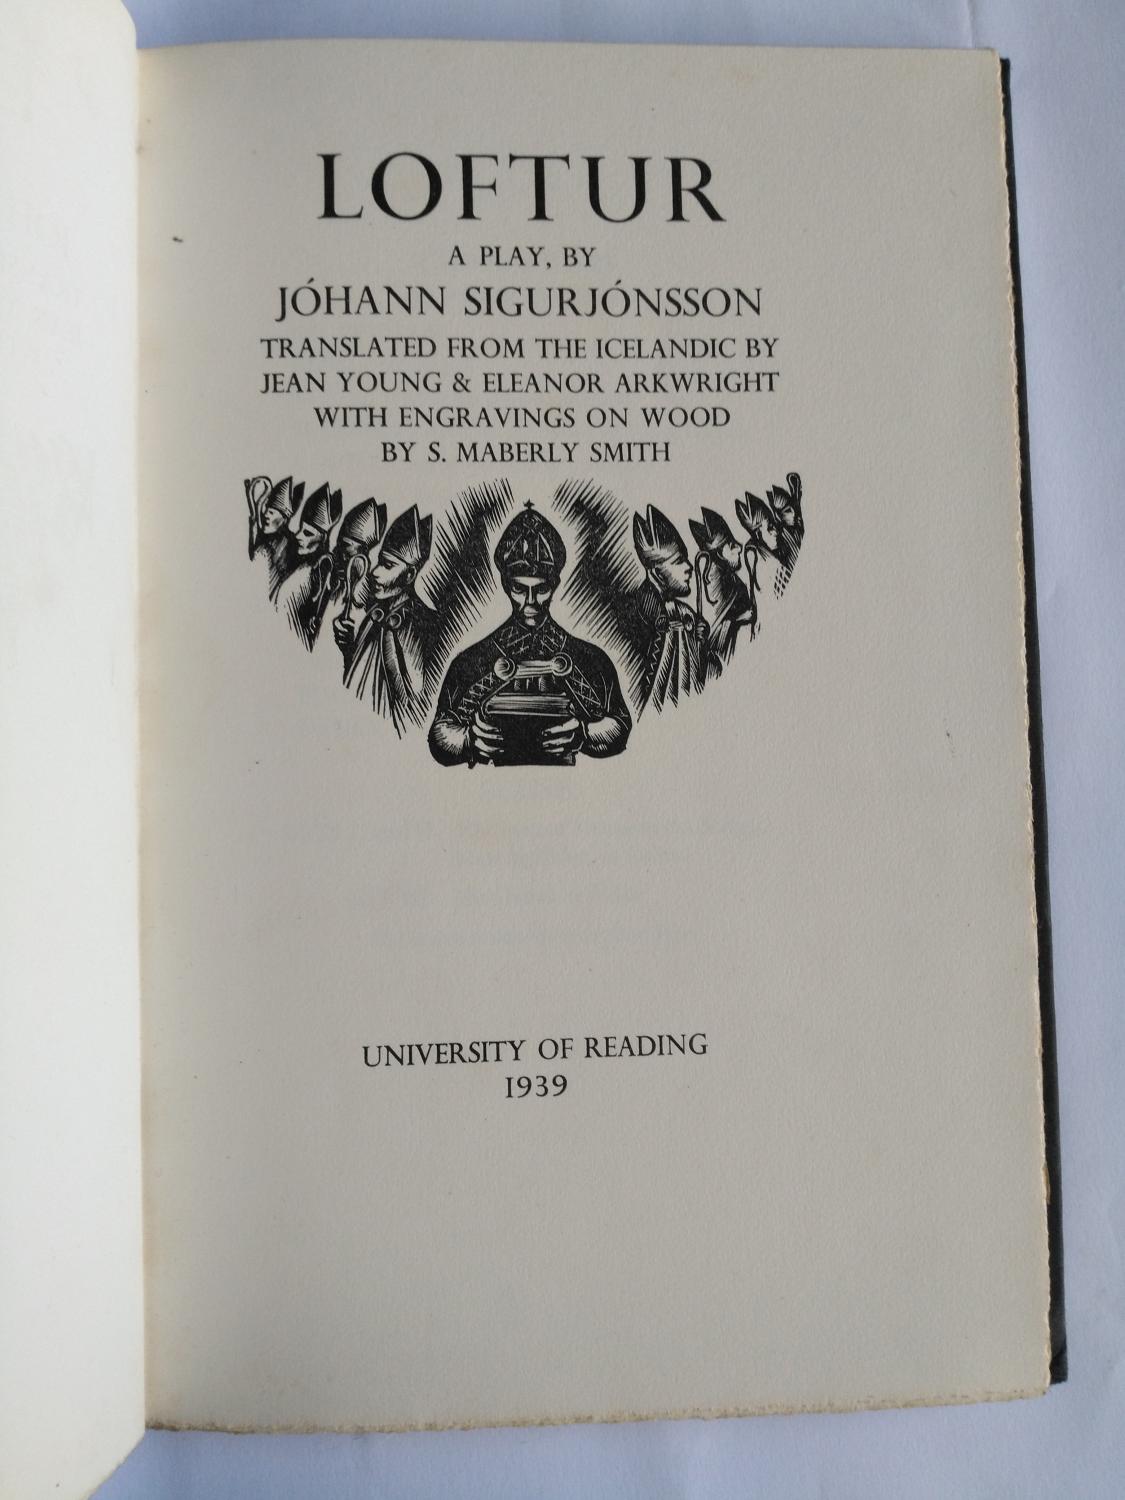 LOFTUR
A PLAY, BY
JÓHANN SIGURJÓNSSON
TRANSLATED FROM THE ICELANDIC BY
JEAN YOUNG & ELEANOR ARKWRIGHT
WITH ENGRAVINGS ON WOOD
BY S. MABERLY SMITH
UNIVERSITY OF READING
1939